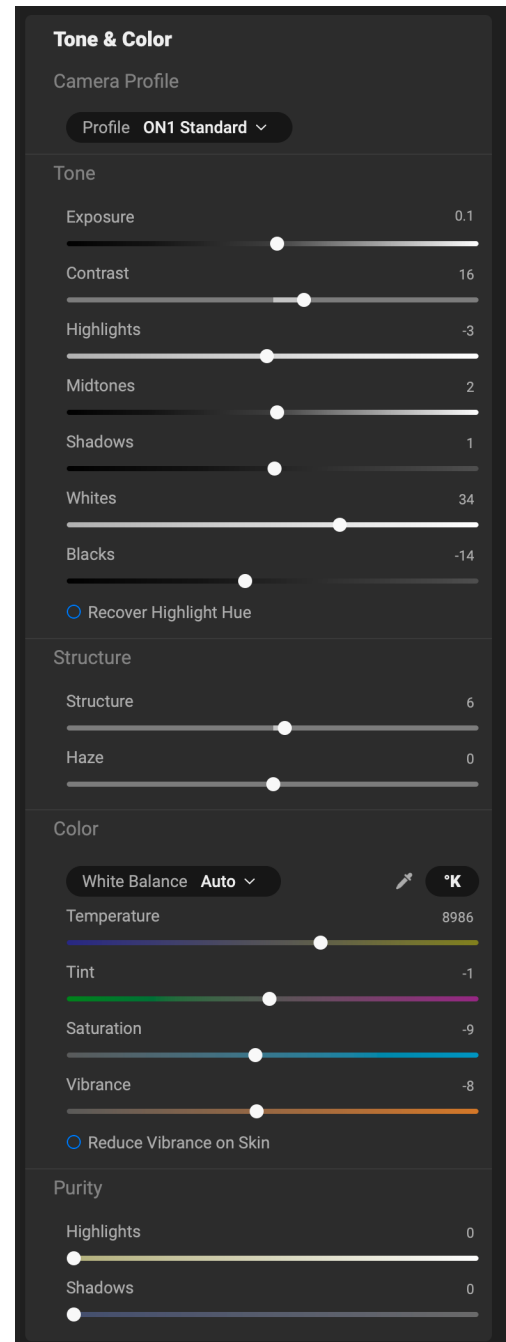 Tone & Color
Camera Profile
Profile ON1 Standard
Tone
Exposure 0.1
Contrast 16
Highlights -3
Midtones 2
Shadows 1
Whites 34
Blacks -14
Recover Highlight Hue
Structure
Structure 6
Haze 0
Color
White Balance Auto °K
Temperature 8986
Tint -1
Saturation -9
Vibrance -8
Reduce Vibrance on Skin
Purity
Highlights 0
Shadows 0